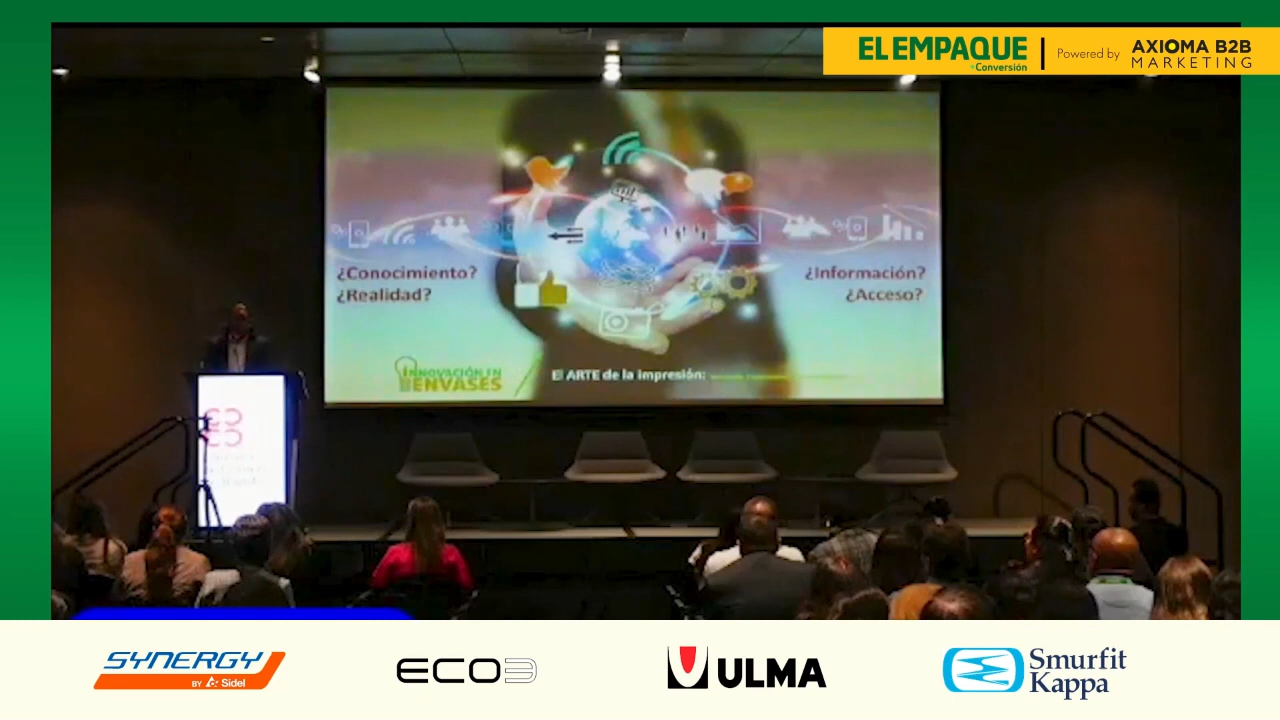 EL EMPAQUE
+Conversión
Powered by
AXIOMA B2B
MARKETING
¿Conocimiento?
¿Realidad?
¿Información?
¿Acceso?
INNOVACIÓN EN
ENVASES
El ARTE de la impresión:
SYNERGY
BY Sidel
ECO3
ULMA
Smurfit
Kappa